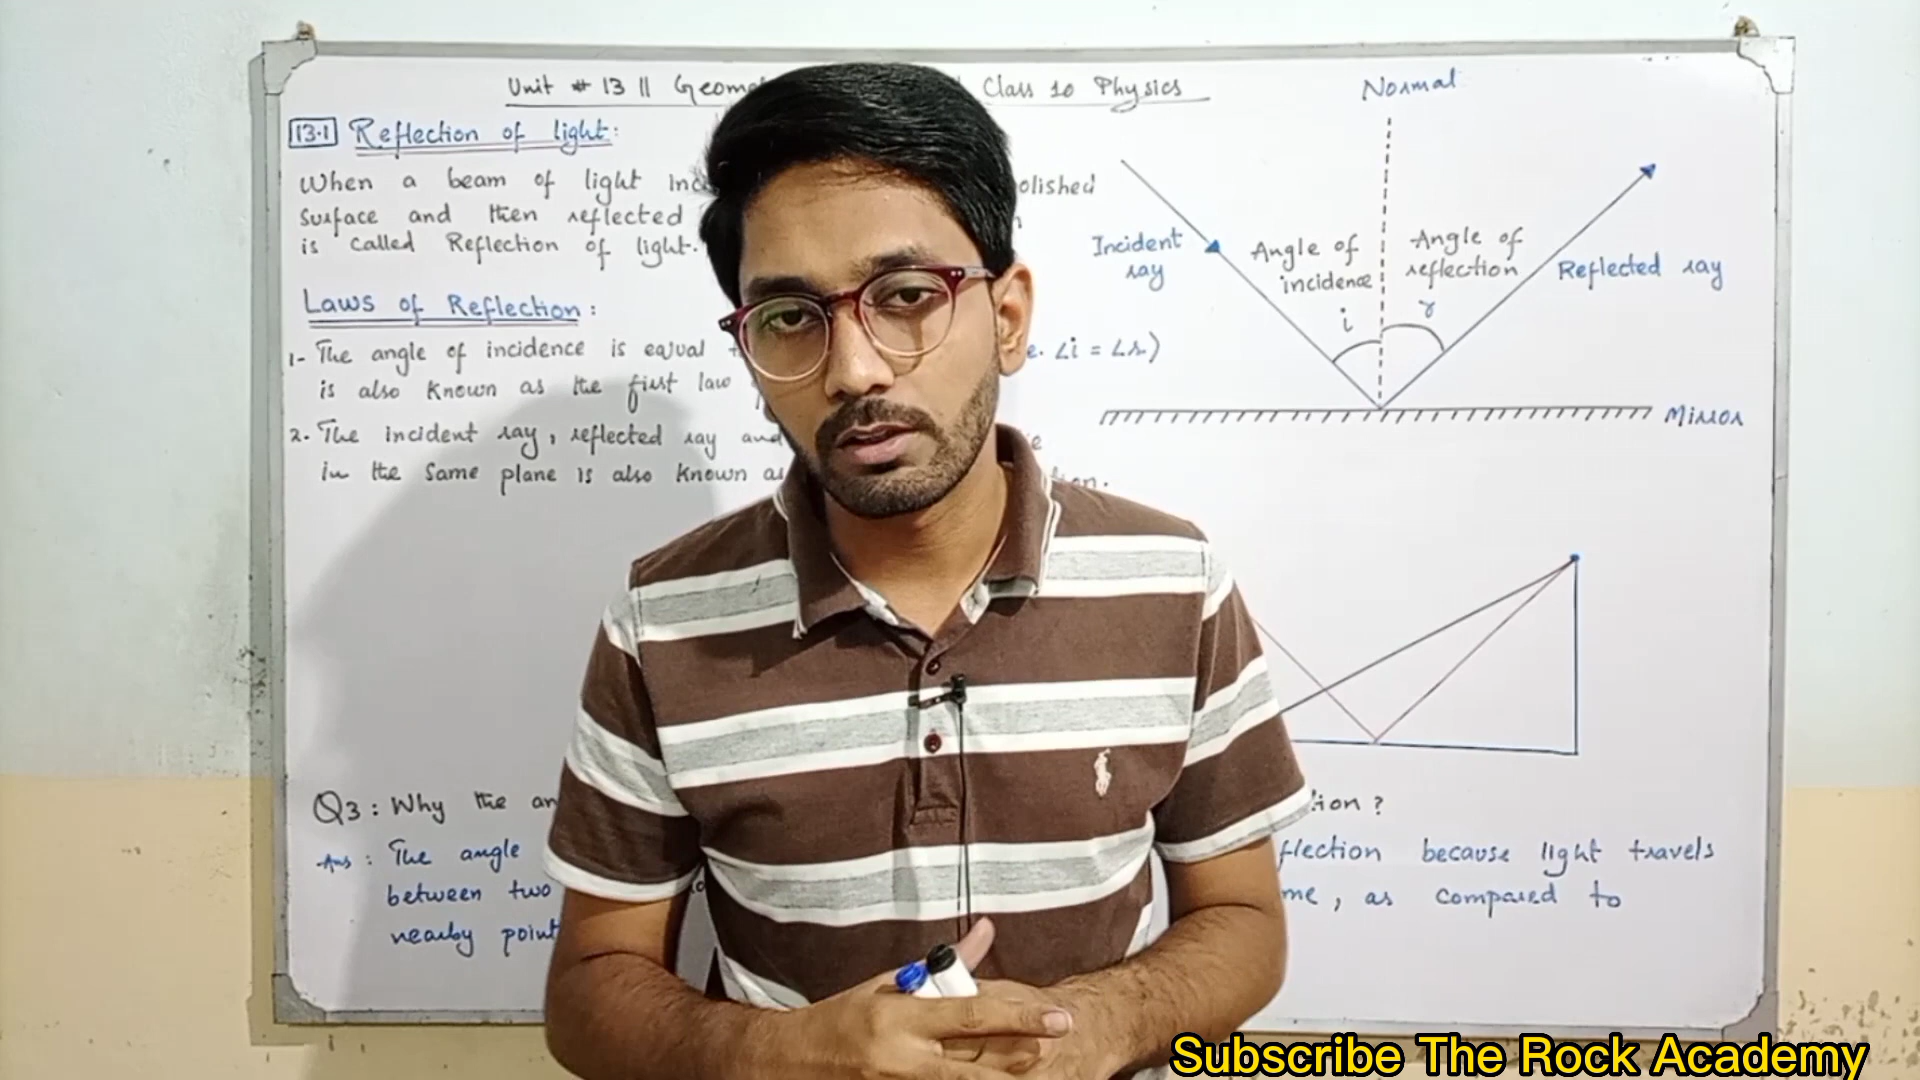 Unit # 13 || Geome Class 10 Physics
13.1 Reflection of light:
When a beam of light inc olished
Surface and then reflected
is called Reflection of light.
Laws of Reflection:
1- The angle of incidence is equal e. ∠i = ∠r)
is also known as the first law
2. The incident ray, reflected ray and
in the same plane is also known as ion.
Normal
Incident
ray
Angle of
incidence
i
Angle of
reflection
r
Reflected ray
Mirror
Q3: Why the an tion ?
Ans: The angle flection because light travels
between two me, as compared to
nearby point
Subscribe The Rock Academy